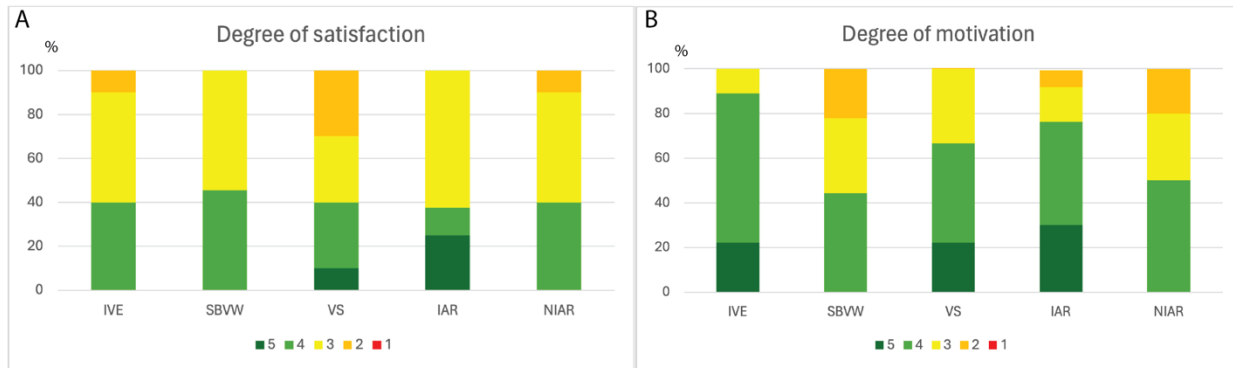 A
Degree of satisfaction
%
100
80
60
40
20
0
IVE SBVW VS IAR NIAR
5 4 3 2 1
B
Degree of motivation
%
100
80
60
40
20
0
IVE SBVW VS IAR NIAR
5 4 3 2 1